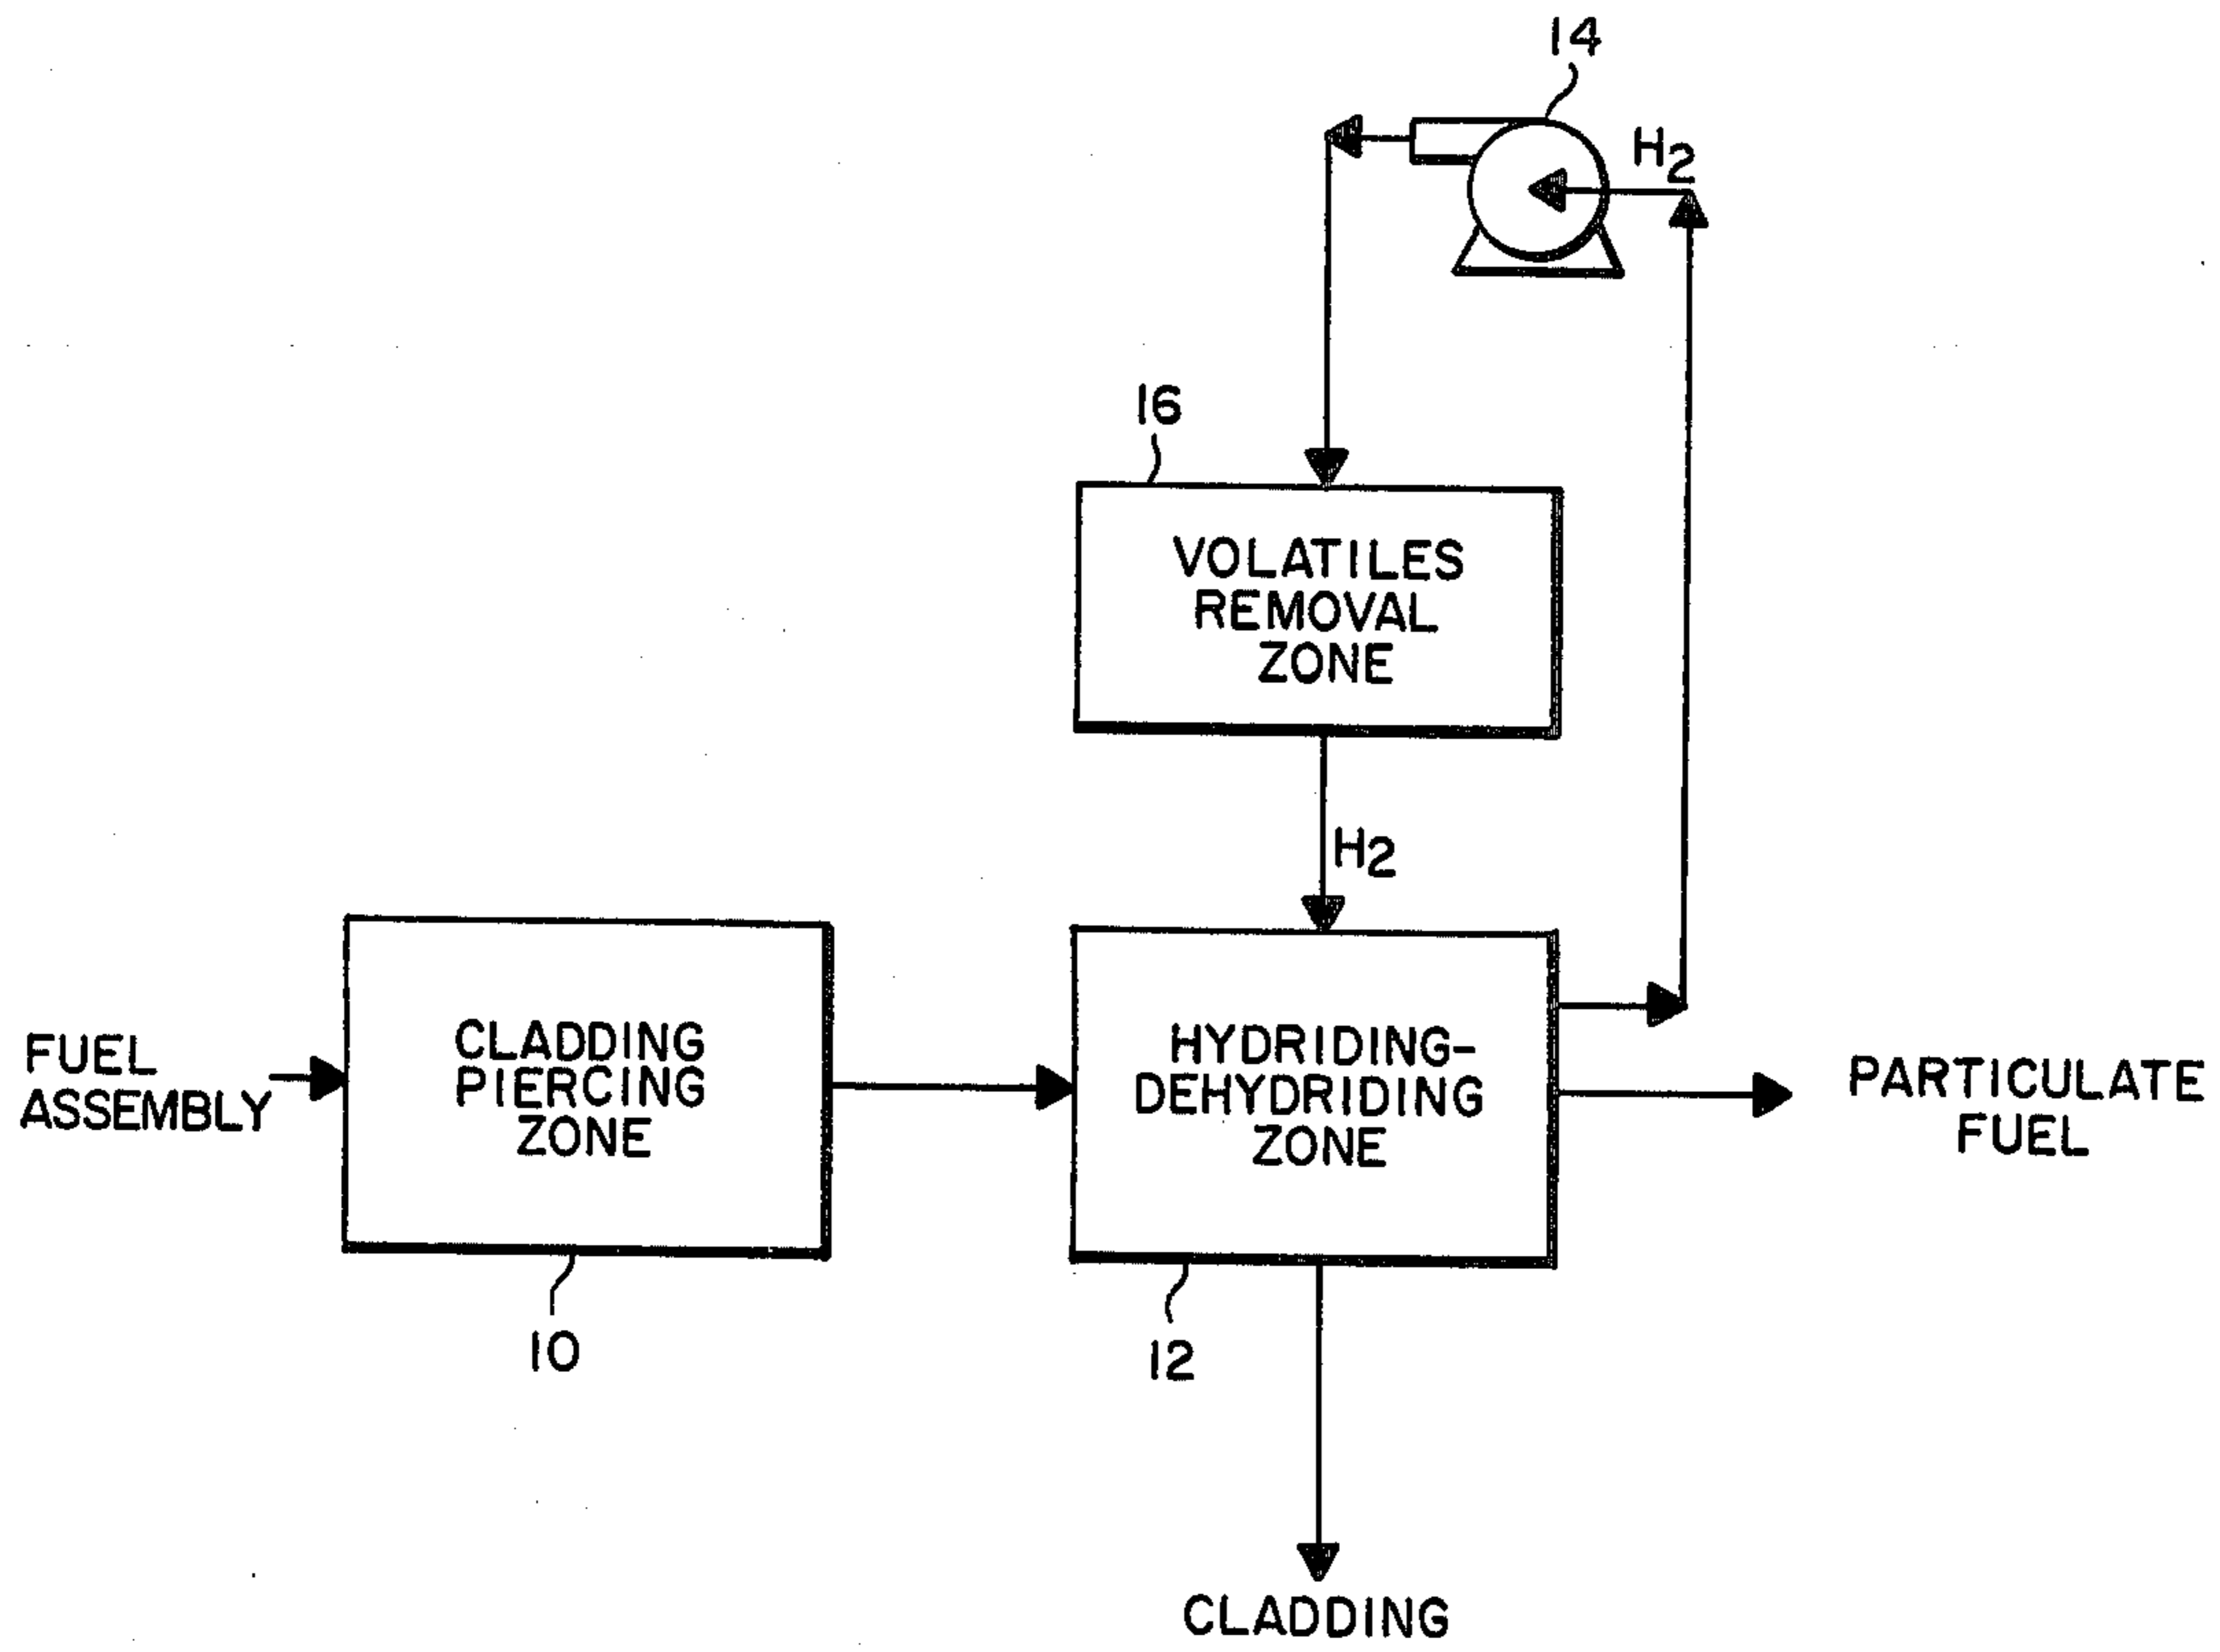 14
H2
16
VOLATILES
REMOVAL
ZONE
H2
FUEL
ASSEMBLY
CLADDING
PIERCING
ZONE
HYDRIDING-
DEHYDRIDING
ZONE
PARTICULATE
FUEL
10
12
CLADDING